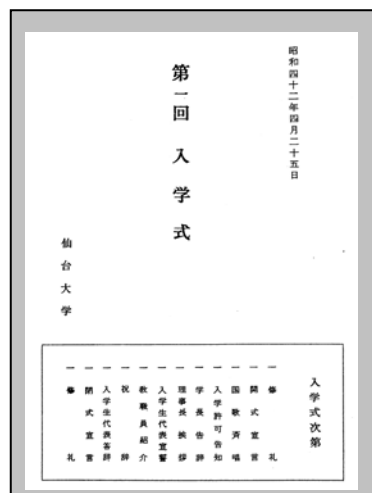 昭和四十二年四月二十五日
第一回 入学式
仙台大学
入学式次第
一 修礼
一 開式宣言
一 国歌斉唱
一 入学許可告知
一 学長告辞
一 理事長挨拶
一 入学生代表宣誓
一 教職員紹介
一 祝辞
一 入学生代表答辞
一 閉式宣言
一 修礼